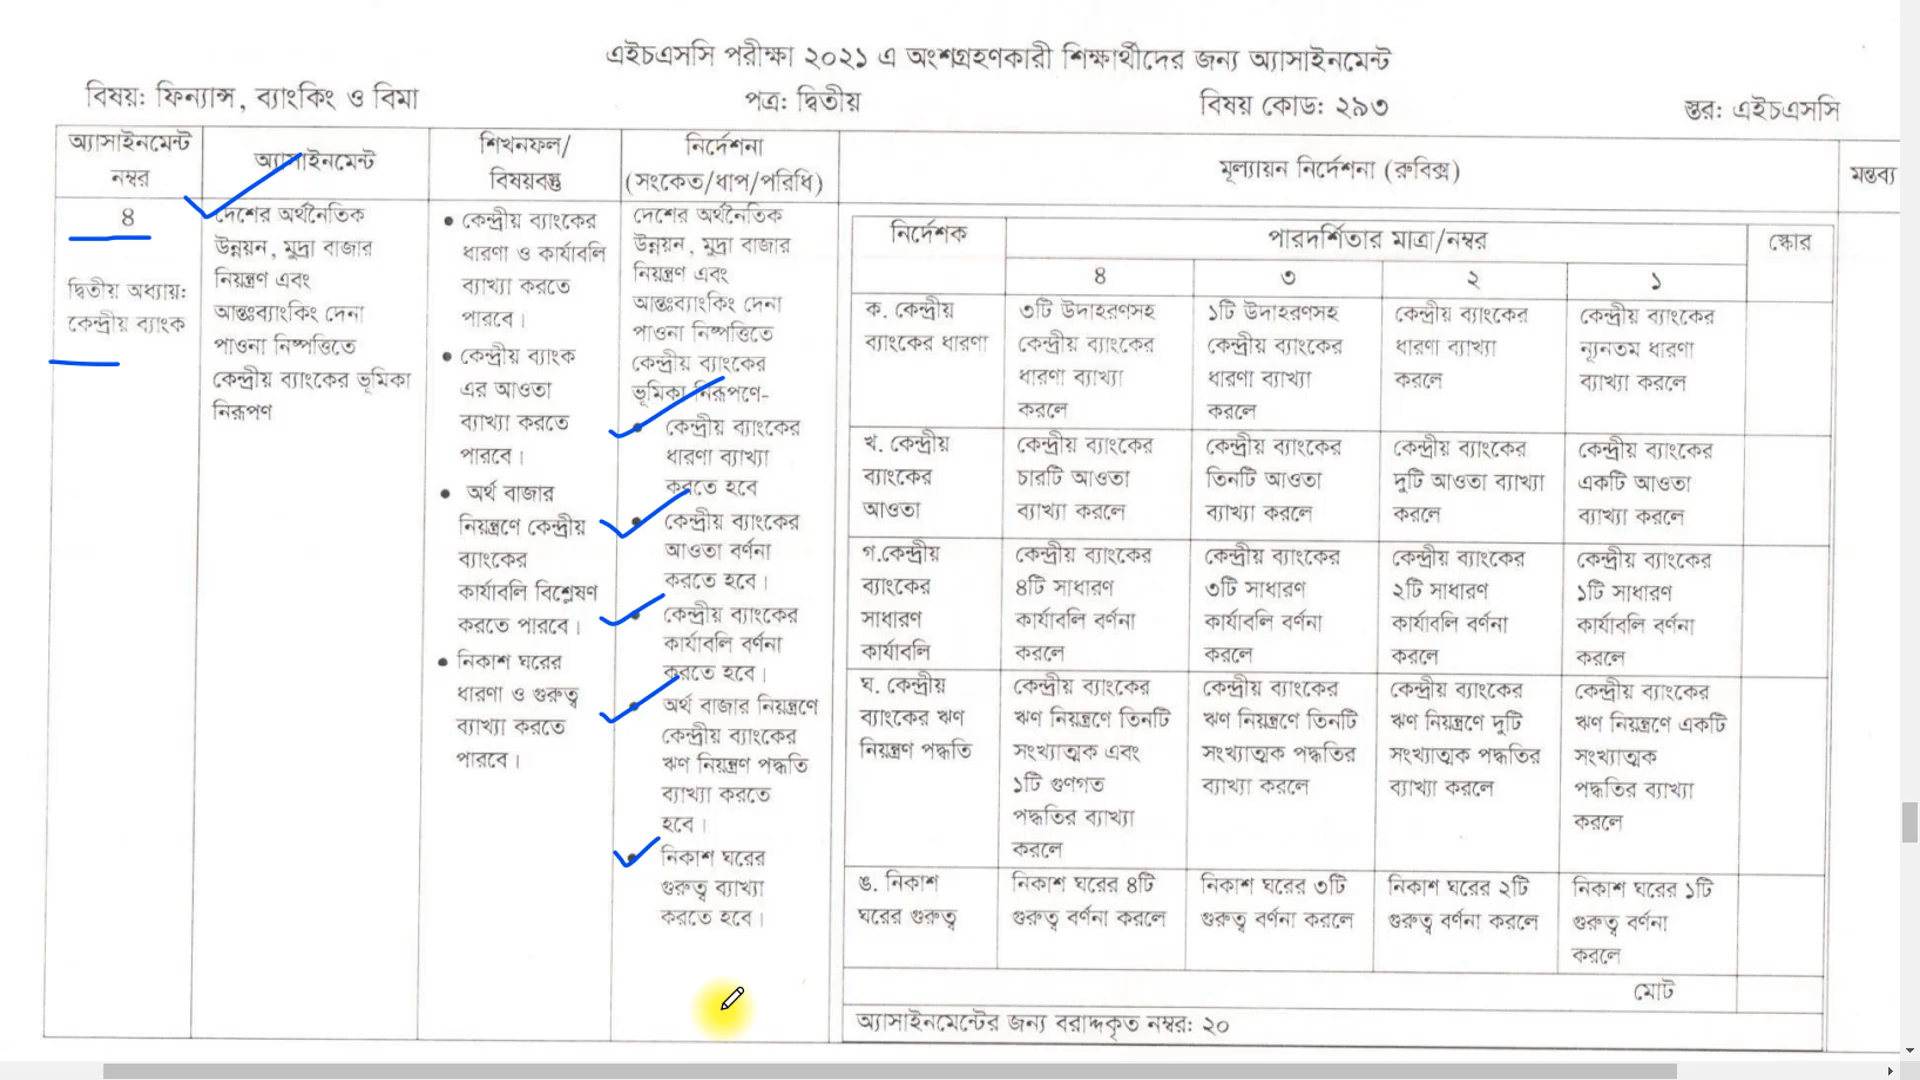 এইচএসসি পরীক্ষা ২০২১ এ অংশগ্রহণকারী শিক্ষার্থীদের জন্য অ্যাসাইনমেন্ট
বিষয়: ফিন্যান্স, ব্যাংকিং ও বিমা
পত্র: দ্বিতীয়
বিষয় কোড: ২৯৩
স্তর: এইচএসসি
অ্যাসাইনমেন্ট
নম্বর
অ্যাসাইনমেন্ট
শিখনফল/
বিষয়বস্তু
নির্দেশনা
(সংকেত/ধাপ/পরিধি)
মূল্যায়ন নির্দেশনা (রুবিক্স)
মন্তব্য
৪
দ্বিতীয় অধ্যায়:
কেন্দ্রীয় ব্যাংক
দেশের অর্থনৈতিক
উন্নয়ন, মুদ্রা বাজার
নিয়ন্ত্রণ এবং
আন্তঃব্যাংকিং দেনা
পাওনা নিষ্পত্তিতে
কেন্দ্রীয় ব্যাংকের ভূমিকা
নিরূপণ
• কেন্দ্রীয় ব্যাংকের
ধারণা ও কার্যাবলি
ব্যাখ্যা করতে
পারবে।
• কেন্দ্রীয় ব্যাংক
এর আওতা
ব্যাখ্যা করতে
পারবে।
• অর্থ বাজার
নিয়ন্ত্রণে কেন্দ্রীয়
ব্যাংকের
কার্যাবলি বিশ্লেষণ
করতে পারবে।
• নিকাশ ঘরের
ধারণা ও গুরুত্ব
ব্যাখ্যা করতে
পারবে।
দেশের অর্থনৈতিক
উন্নয়ন, মুদ্রা বাজার
নিয়ন্ত্রণ এবং
আন্তঃব্যাংকিং দেনা
পাওনা নিষ্পত্তিতে
কেন্দ্রীয় ব্যাংকের
ভূমিকা নিরূপণে-
• কেন্দ্রীয় ব্যাংকের
ধারণা ব্যাখ্যা
করতে হবে
• কেন্দ্রীয় ব্যাংকের
আওতা বর্ণনা
করতে হবে।
• কেন্দ্রীয় ব্যাংকের
কার্যাবলি বর্ণনা
করতে হবে।
• অর্থ বাজার নিয়ন্ত্রণে
কেন্দ্রীয় ব্যাংকের
ঋণ নিয়ন্ত্রণ পদ্ধতি
ব্যাখ্যা করতে
হবে।
• নিকাশ ঘরের
গুরুত্ব ব্যাখ্যা
করতে হবে।
নির্দেশক
পারদর্শিতার মাত্রা/নম্বর
স্কোর
৪
৩
২
১
ক. কেন্দ্রীয়
ব্যাংকের ধারণা
৩টি উদাহরণসহ
কেন্দ্রীয় ব্যাংকের
ধারণা ব্যাখ্যা
করলে
১টি উদাহরণসহ
কেন্দ্রীয় ব্যাংকের
ধারণা ব্যাখ্যা
করলে
কেন্দ্রীয় ব্যাংকের
ধারণা ব্যাখ্যা
করলে
কেন্দ্রীয় ব্যাংকের
ন্যূনতম ধারণা
ব্যাখ্যা করলে
খ. কেন্দ্রীয়
ব্যাংকের
আওতা
কেন্দ্রীয় ব্যাংকের
চারটি আওতা
ব্যাখ্যা করলে
কেন্দ্রীয় ব্যাংকের
তিনটি আওতা
ব্যাখ্যা করলে
কেন্দ্রীয় ব্যাংকের
দুটি আওতা ব্যাখ্যা
করলে
কেন্দ্রীয় ব্যাংকের
একটি আওতা
ব্যাখ্যা করলে
গ.কেন্দ্রীয়
ব্যাংকের
সাধারণ
কার্যাবলি
কেন্দ্রীয় ব্যাংকের
৪টি সাধারণ
কার্যাবলি বর্ণনা
করলে
কেন্দ্রীয় ব্যাংকের
৩টি সাধারণ
কার্যাবলি বর্ণনা
করলে
কেন্দ্রীয় ব্যাংকের
২টি সাধারণ
কার্যাবলি বর্ণনা
করলে
কেন্দ্রীয় ব্যাংকের
১টি সাধারণ
কার্যাবলি বর্ণনা
করলে
ঘ. কেন্দ্রীয়
ব্যাংকের ঋণ
নিয়ন্ত্রণ পদ্ধতি
কেন্দ্রীয় ব্যাংকের
ঋণ নিয়ন্ত্রণে তিনটি
সংখ্যাত্মক এবং
১টি গুণগত
পদ্ধতির ব্যাখ্যা
করলে
কেন্দ্রীয় ব্যাংকের
ঋণ নিয়ন্ত্রণে তিনটি
সংখ্যাত্মক পদ্ধতির
ব্যাখ্যা করলে
কেন্দ্রীয় ব্যাংকের
ঋণ নিয়ন্ত্রণে দুটি
সংখ্যাত্মক পদ্ধতির
ব্যাখ্যা করলে
কেন্দ্রীয় ব্যাংকের
ঋণ নিয়ন্ত্রণে একটি
সংখ্যাত্মক
পদ্ধতির ব্যাখ্যা
করলে
ঙ. নিকাশ
ঘরের গুরুত্ব
নিকাশ ঘরের ৪টি
গুরুত্ব বর্ণনা করলে
নিকাশ ঘরের ৩টি
গুরুত্ব বর্ণনা করলে
নিকাশ ঘরের ২টি
গুরুত্ব বর্ণনা করলে
নিকাশ ঘরের ১টি
গুরুত্ব বর্ণনা
করলে
মোট
অ্যাসাইনমেন্টের জন্য বরাদ্দকৃত নম্বর: ২০